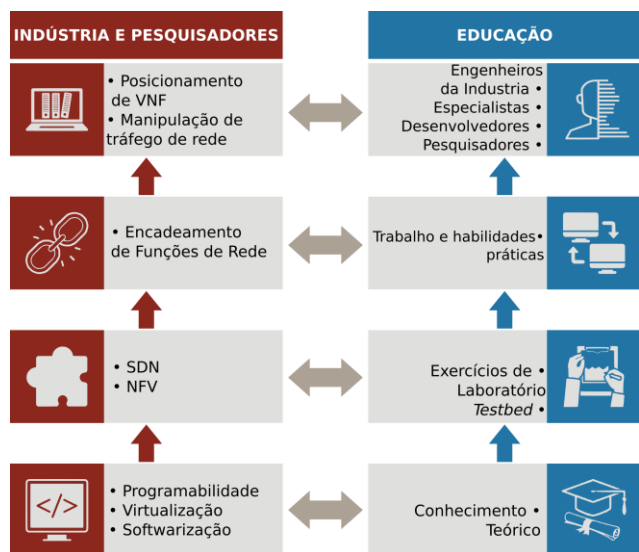 INDÚSTRIA E PESQUISADORES
• Posicionamento
de VNF
• Manipulação de
tráfego de rede
• Encadeamento
de Funções de Rede
• SDN
• NFV
</>
• Programabilidade
• Virtualização
• Softwarização
EDUCAÇÃO
Engenheiros
da Industria •
Especialistas •
Desenvolvedores •
Pesquisadores •
Trabalho e habilidades•
práticas
Exercícios de •
Laboratório
Testbed •
Conhecimento •
Teórico